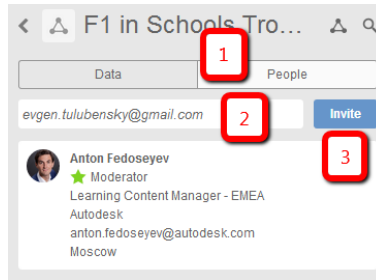 F1 in Schools Tro...
1
Data
People
evgen.tulubensky@gmail.com
2
Invite
3
Anton Fedoseyev
Moderator
Learning Content Manager - EMEA
Autodesk
anton.fedoseyev@autodesk.com
Moscow